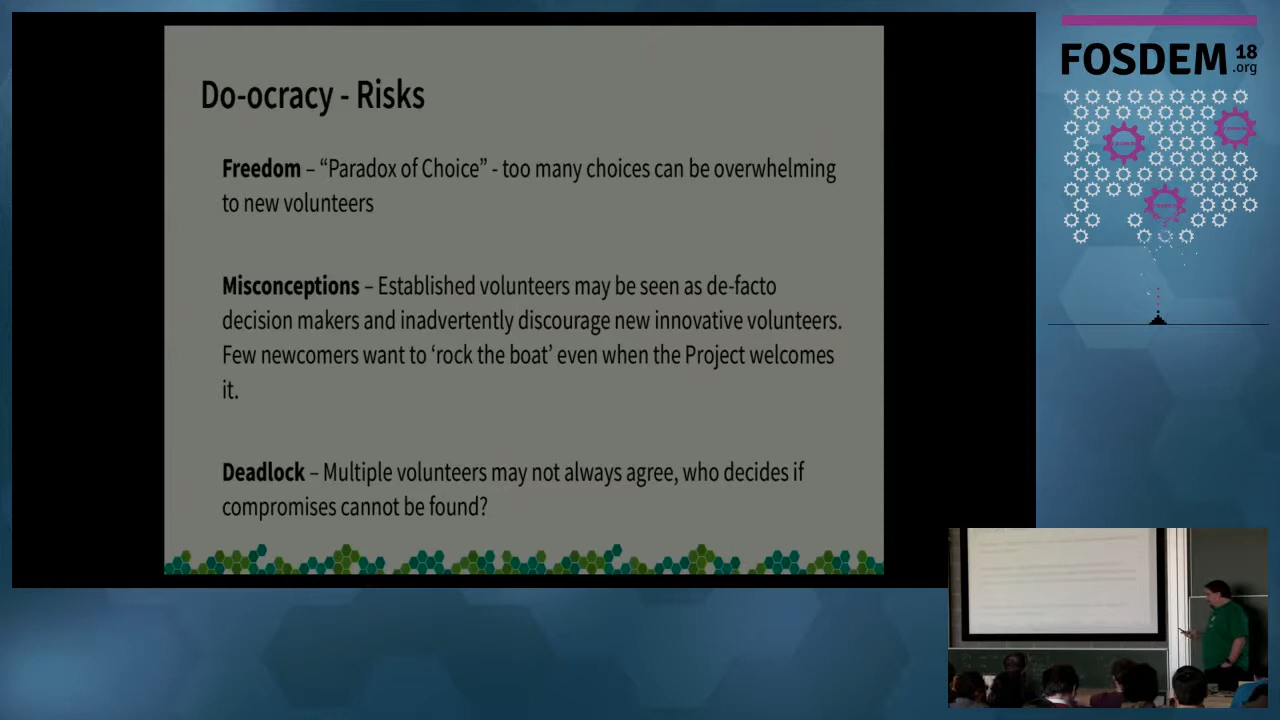 Do-ocracy - Risks
Freedom – “Paradox of Choice” - too many choices can be overwhelming
to new volunteers
Misconceptions – Established volunteers may be seen as de-facto
decision makers and inadvertently discourage new innovative volunteers.
Few newcomers want to ‘rock the boat’ even when the Project welcomes
it.
Deadlock – Multiple volunteers may not always agree, who decides if
compromises cannot be found?
FOSDEM 18
.org